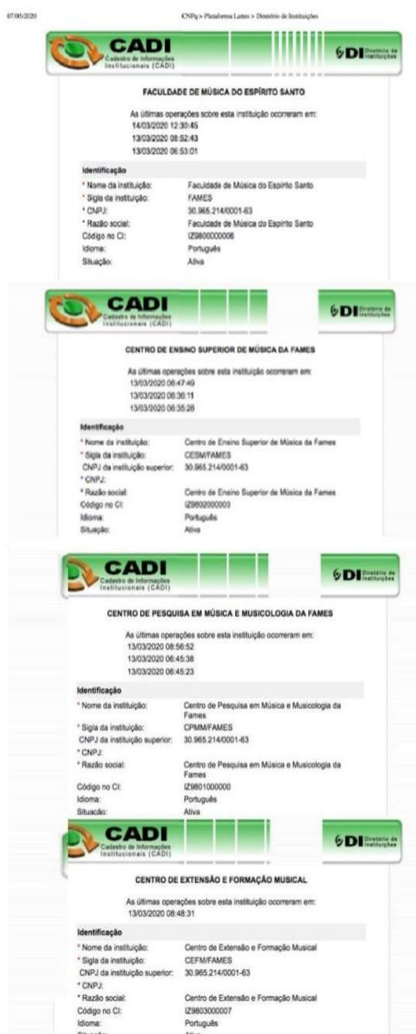 07/05/2020 CNPq > Plataforma Lattes > Diretório de Instituições
CADI
Cadastro de Informações
Institucionais (CADI)
DI Diretório de
Instituições
FACULDADE DE MÚSICA DO ESPÍRITO SANTO
As últimas operações sobre esta instituição ocorreram em:
14/03/2020 12:30:45
13/03/2020 08:52:43
13/03/2020 06:53:01
Identificação
* Nome da instituição: Faculdade de Música do Espírito Santo
* Sigla da instituição: FAMES
* CNPJ: 30.965.214/0001-63
* Razão social: Faculdade de Música do Espírito Santo
Código no CI: IZ9800000006
Idioma: Português
Situação: Ativa
CADI
Cadastro de Informações
Institucionais (CADI)
DI Diretório de
Instituições
CENTRO DE ENSINO SUPERIOR DE MÚSICA DA FAMES
As últimas operações sobre esta instituição ocorreram em:
13/03/2020 06:47:49
13/03/2020 06:36:11
13/03/2020 06:35:28
Identificação
* Nome da instituição: Centro de Ensino Superior de Música da Fames
* Sigla da instituição: CESM/FAMES
CNPJ da instituição superior: 30.965.214/0001-63
* CNPJ:
* Razão social: Centro de Ensino Superior de Música da Fames
Código no CI: IZ9802000003
Idioma: Português
Situação: Ativa
CADI
Cadastro de Informações
Institucionais (CADI)
DI Diretório de
Instituições
CENTRO DE PESQUISA EM MÚSICA E MUSICOLOGIA DA FAMES
As últimas operações sobre esta instituição ocorreram em:
13/03/2020 08:56:52
13/03/2020 06:45:38
13/03/2020 06:45:23
Identificação
* Nome da instituição: Centro de Pesquisa em Música e Musicologia da
Fames
* Sigla da instituição: CPMM/FAMES
CNPJ da instituição superior: 30.965.214/0001-63
* CNPJ:
* Razão social: Centro de Pesquisa em Música e Musicologia da
Fames
Código no CI: IZ9801000000
Idioma: Português
Situação: Ativa
CADI
Cadastro de Informações
Institucionais (CADI)
DI Diretório de
Instituições
CENTRO DE EXTENSÃO E FORMAÇÃO MUSICAL
As últimas operações sobre esta instituição ocorreram em:
13/03/2020 08:48:31
Identificação
* Nome da instituição: Centro de Extensão e Formação Musical
* Sigla da instituição: CEFM/FAMES
CNPJ da instituição superior: 30.965.214/0001-63
* CNPJ:
* Razão social: Centro de Extensão e Formação Musical
Código no CI: IZ9803000007
Idioma: Português